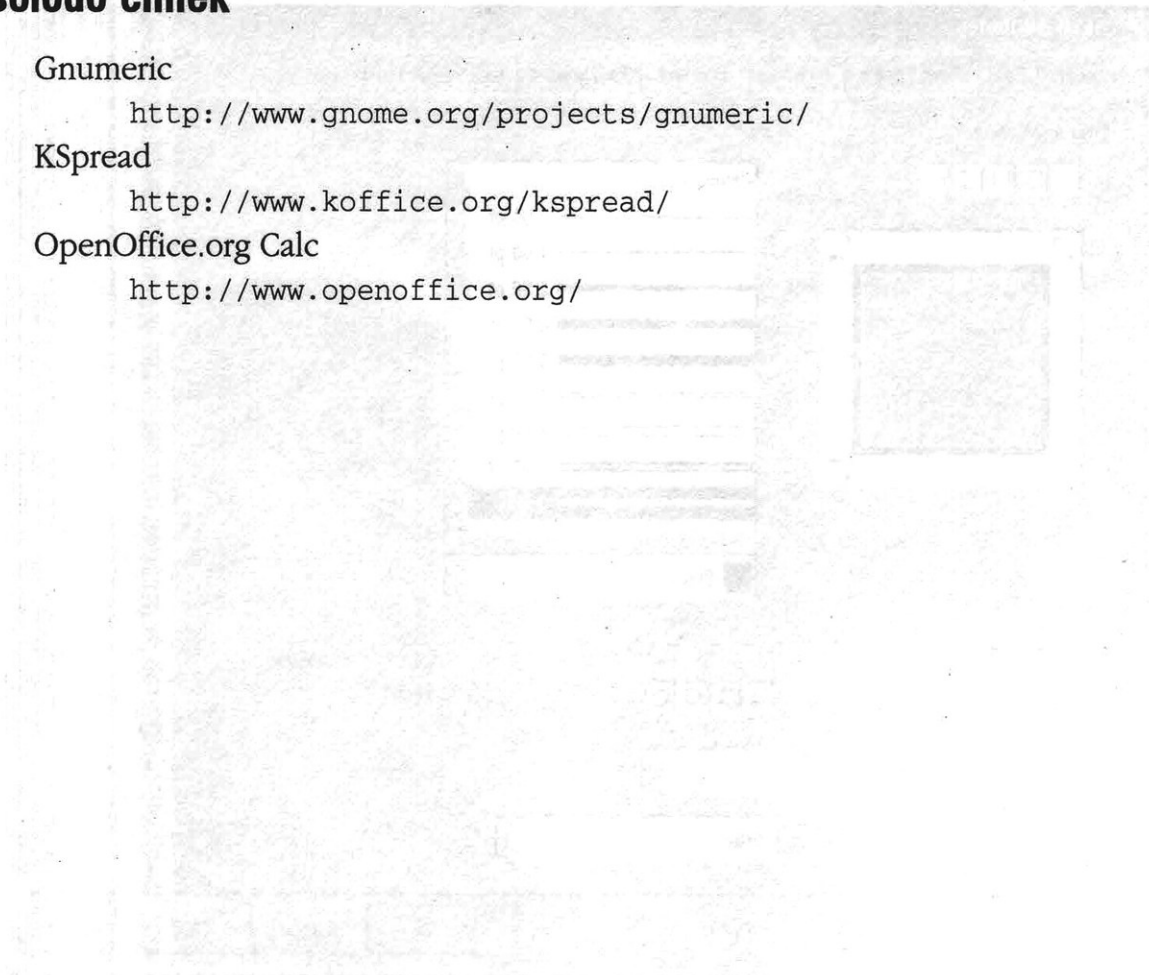 címek
Gnumeric
http://www.gnome.org/projects/gnumeric/
KSpread
http://www.koffice.org/kspread/
OpenOffice.org Calc
http://www.openoffice.org/